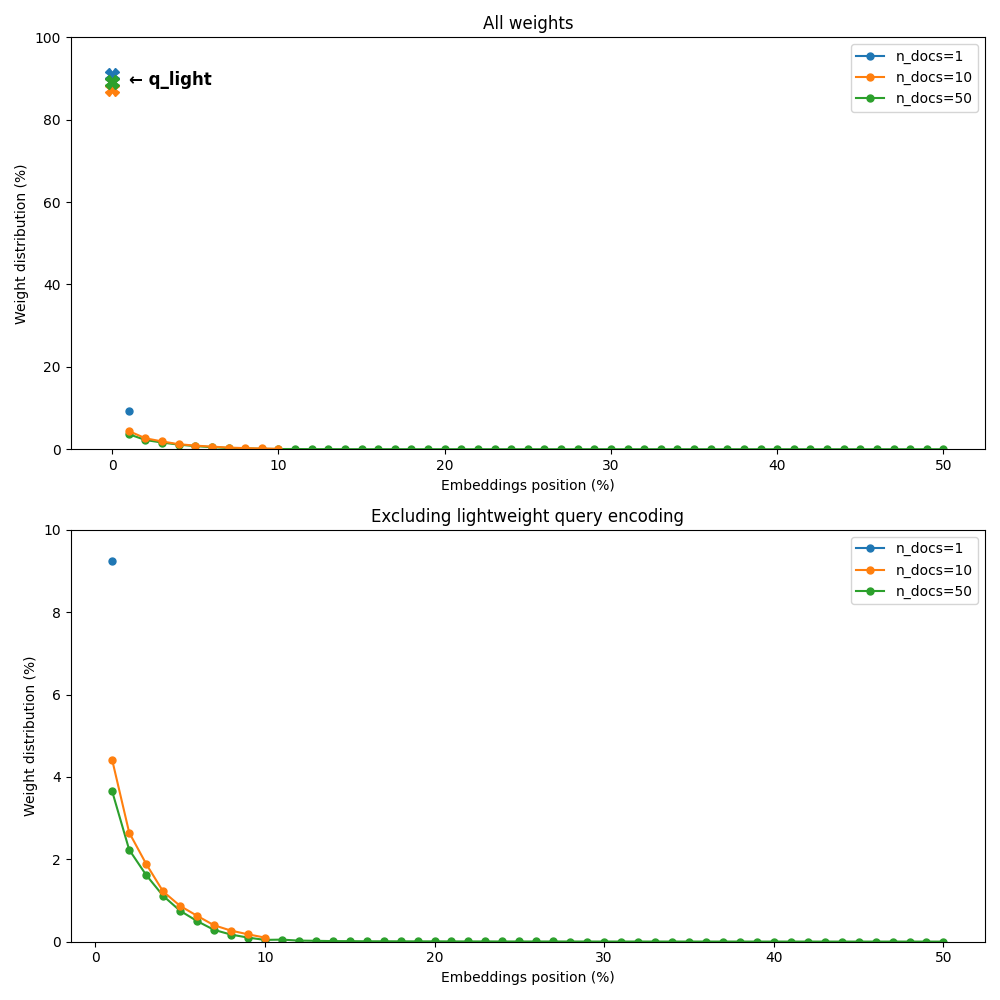 All weights
100
80
60
40
20
0
Weight distribution (%)
← q_light
n_docs=1
n_docs=10
n_docs=50
0 10 20 30 40 50
Embeddings position (%)
Excluding lightweight query encoding
10
8
6
4
2
0
Weight distribution (%)
n_docs=1
n_docs=10
n_docs=50
0 10 20 30 40 50
Embeddings position (%)